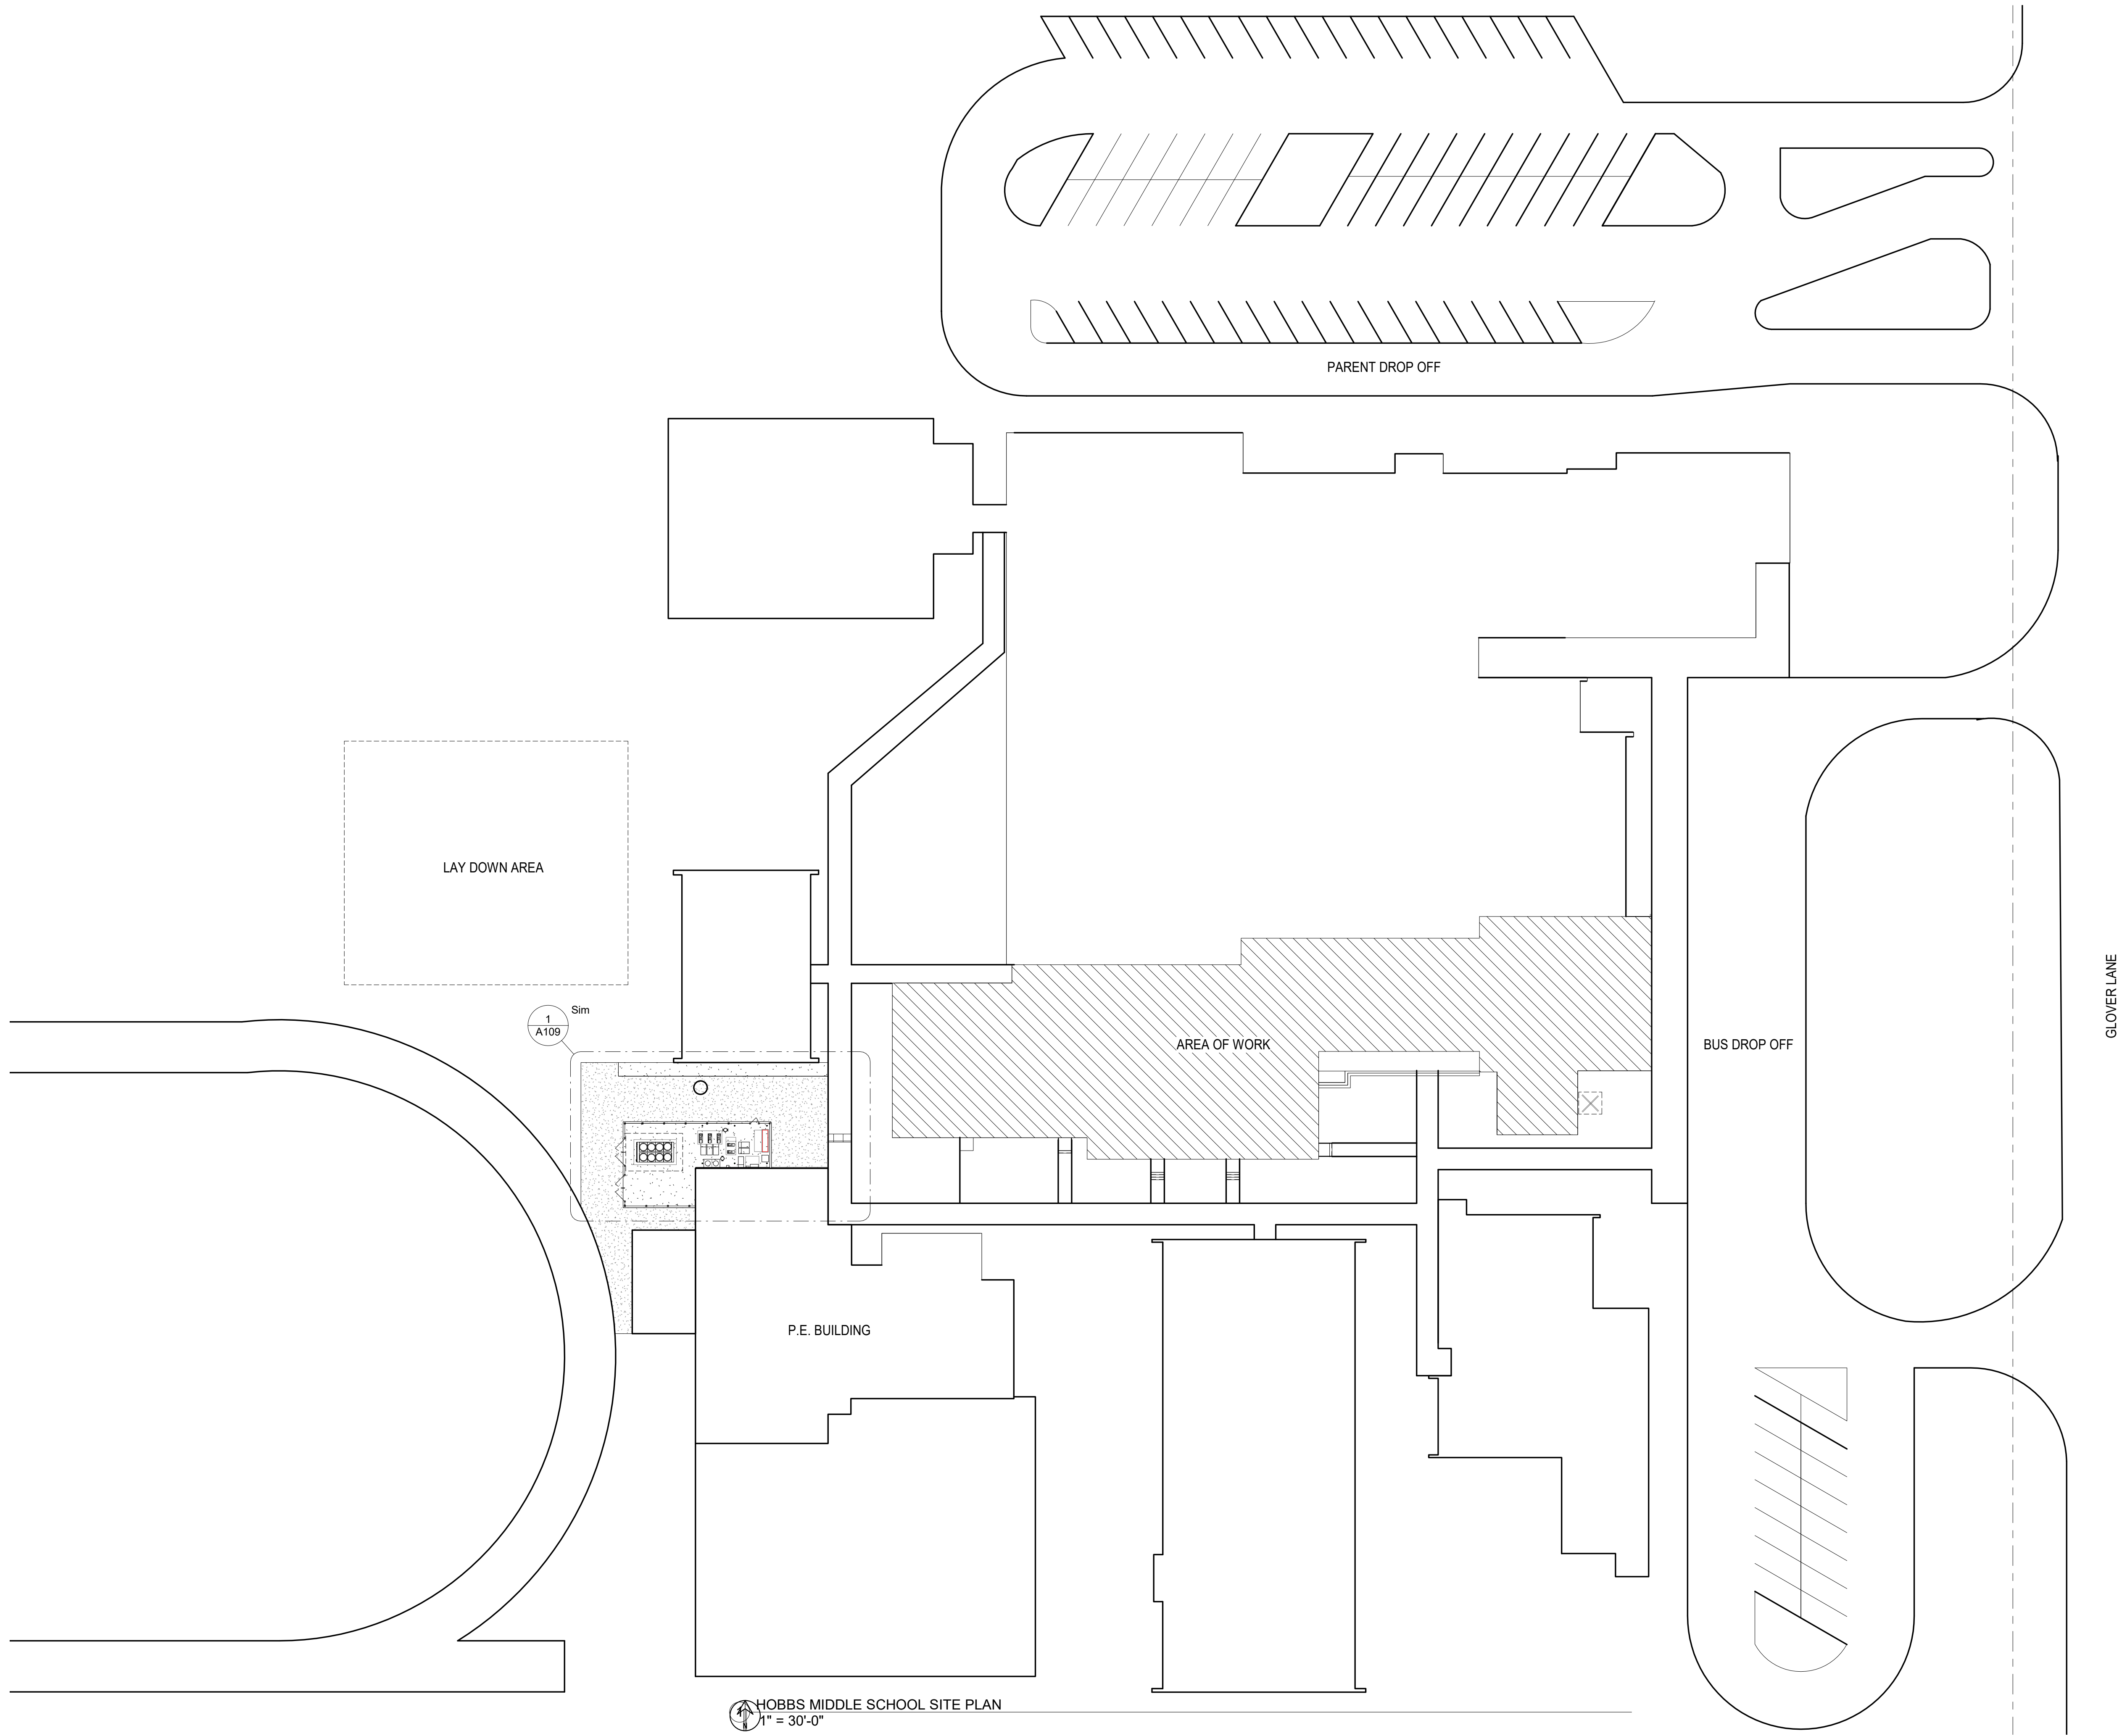 PARENT DROP OFF
LAY DOWN AREA
GLOVER LANE
1
A109
Sim
AREA OF WORK
BUS DROP OFF
P.E. BUILDING
HOBBS MIDDLE SCHOOL SITE PLAN
1" = 30'-0"
N